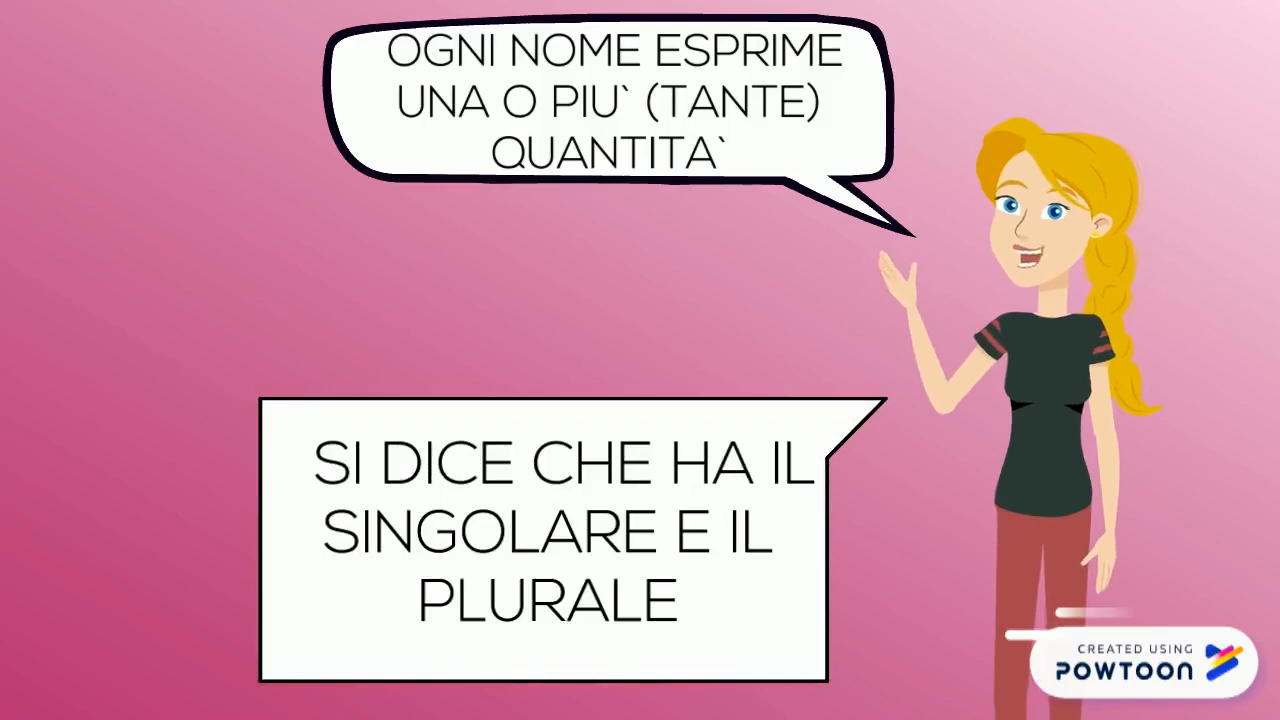 OGNI NOME ESPRIME
UNA O PIU` (TANTE)
QUANTITA`
SI DICE CHE HA IL
SINGOLARE E IL
PLURALE
CREATED USING
POWTOON